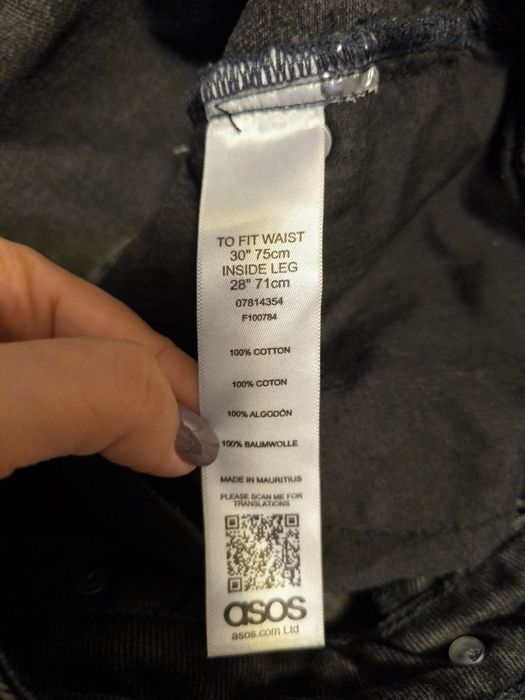 TO FIT WAIST
30" 75cm
INSIDE LEG
28" 71cm
07814354
F100784
100% COTTON
100% COTON
100% ALGODÓN
100% BAUMWOLLE
MADE IN MAURITIUS
PLEASE SCAN ME FOR
TRANSLATIONS
asos
asos.com Ltd